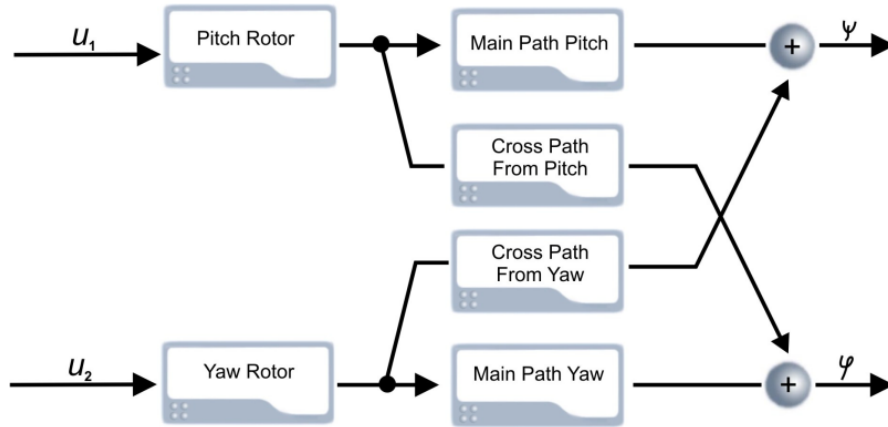 u₁
Pitch Rotor
Main Path Pitch
+
ψ
Cross Path
From Pitch
Cross Path
From Yaw
u₂
Yaw Rotor
Main Path Yaw
+
φ